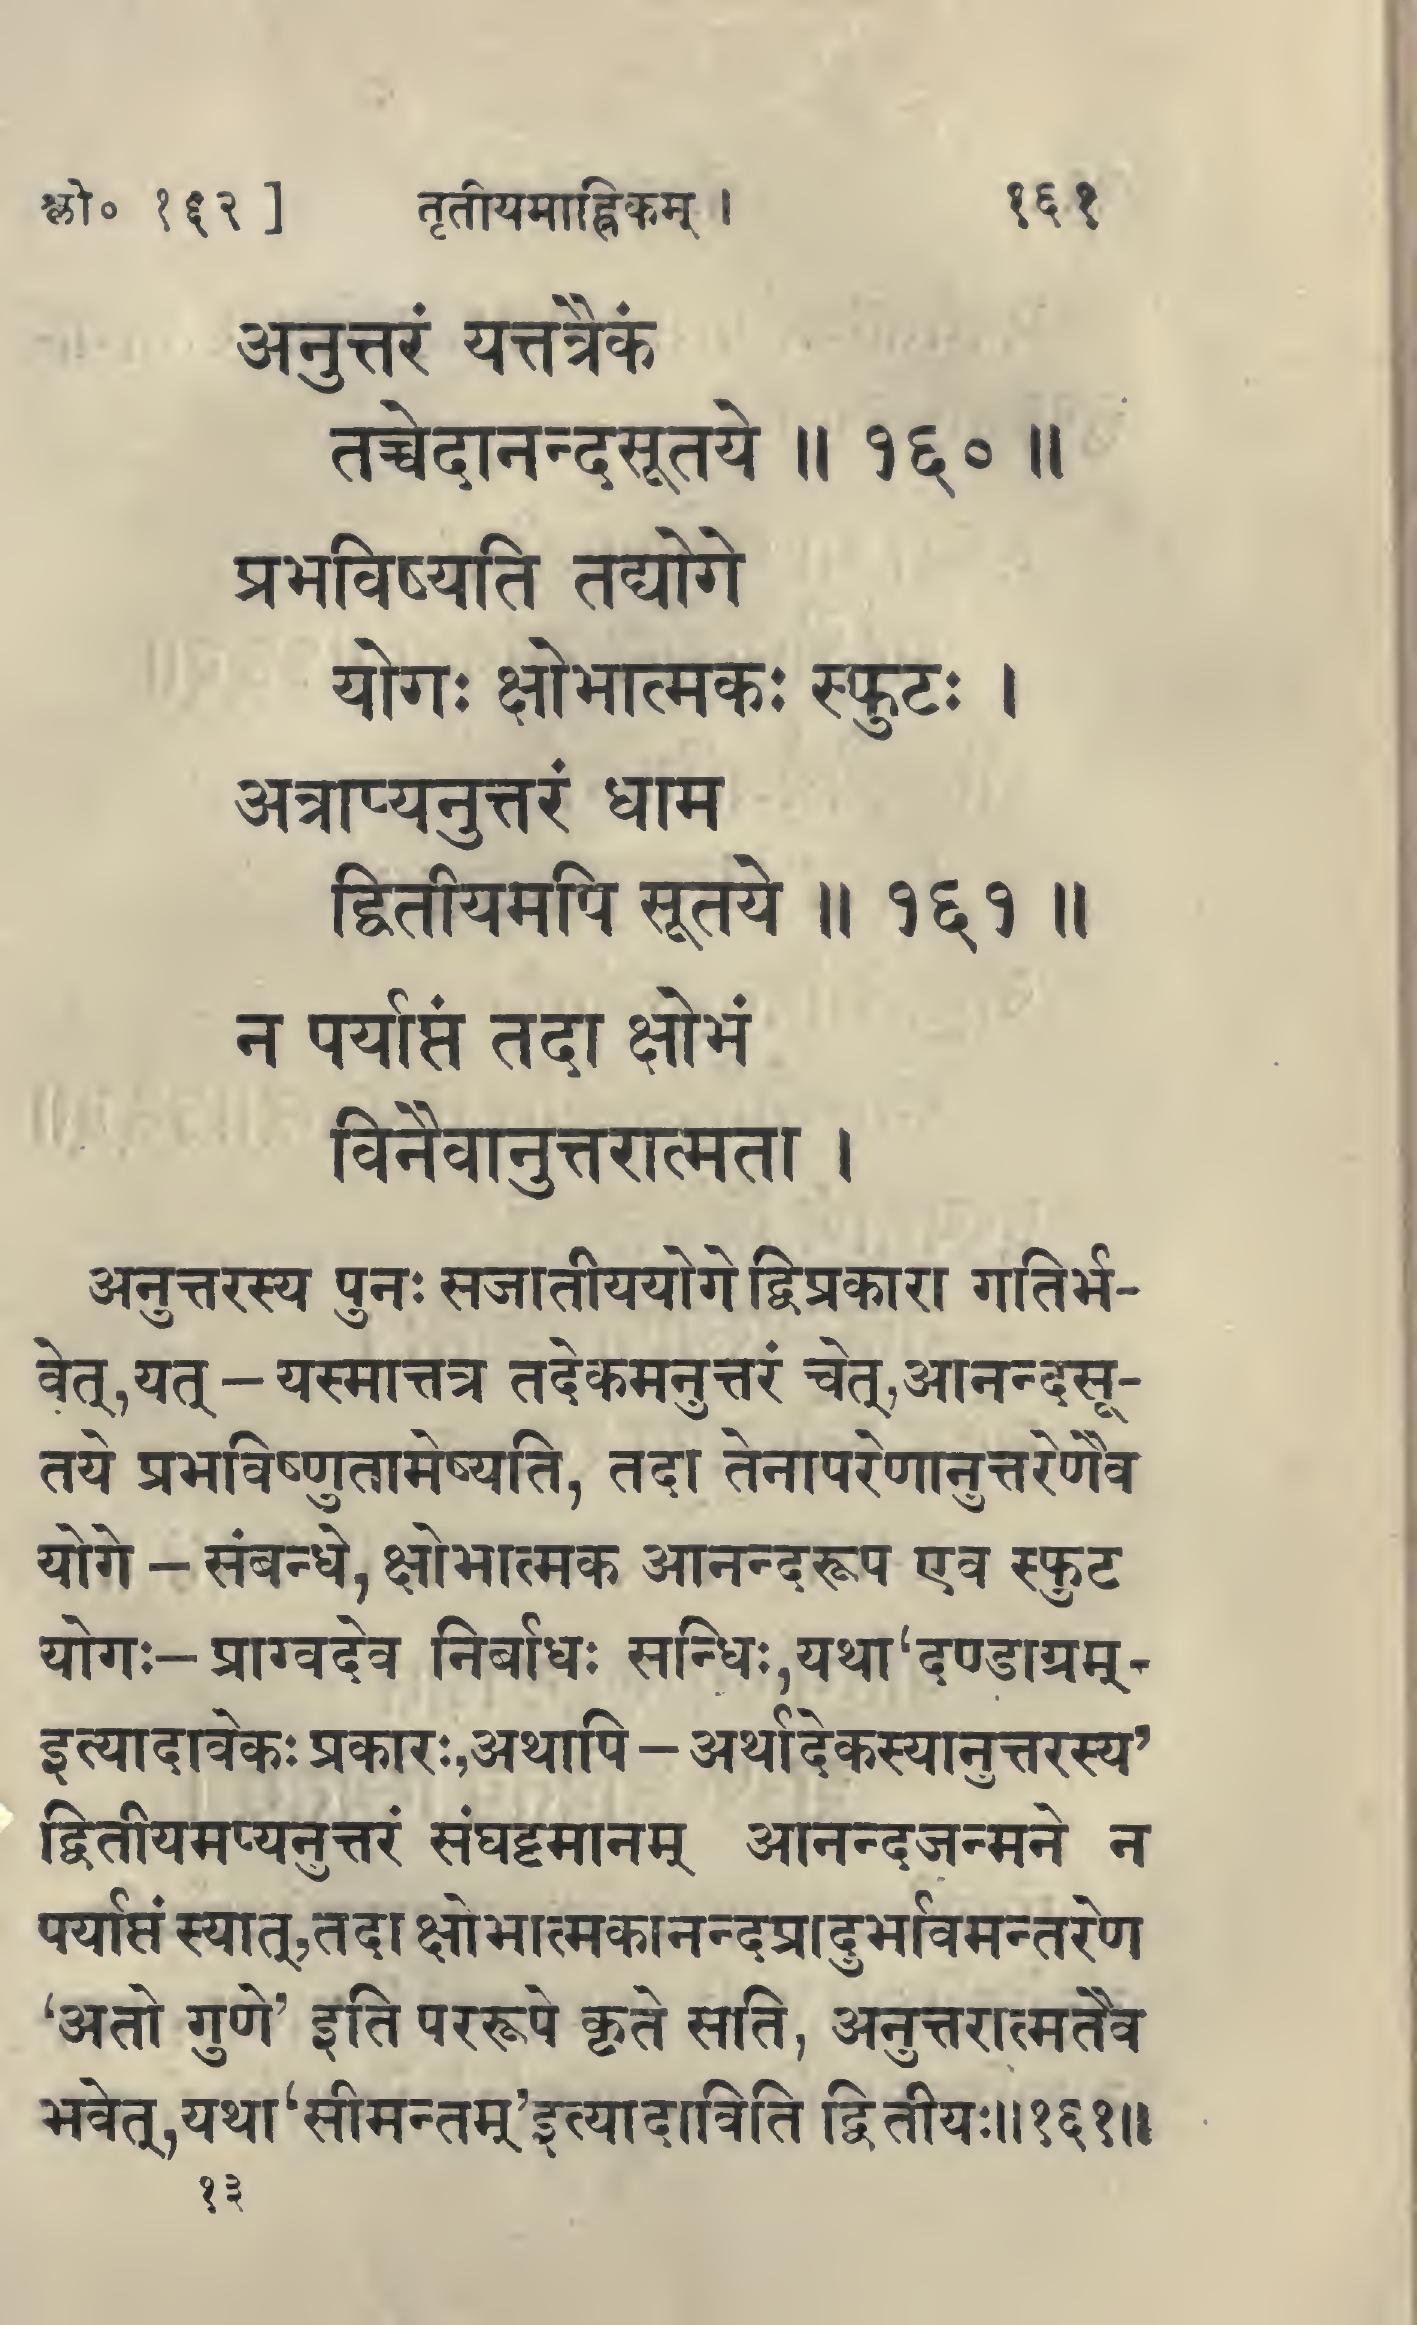 श्लो० १६२ ] तृतीयमाह्निकम् । १६१
अनुत्तरं यत्तत्रैकं
तच्चेदानन्दसूतये ॥ १६० ॥
प्रभविष्यति तद्योगे
योगः क्षोभात्मकः स्फुटः ।
अत्राप्यनुत्तरं धाम
द्वितीयमपि सूतये ॥ १६१ ॥
न पर्याप्तं तदा क्षोभं
विनैवानुत्तरात्मता ।
अनुत्तरस्य पुनः सजातीययोगे द्विप्रकारा गतिर्भ-
वेत्, यत् – यस्मात्तत्र तदेकमनुत्तरं चेत्, आनन्दसू-
तये प्रभविष्णुतामेष्यति, तदा तेनापरेणानुत्तरेणैव
योगे – संबन्धे, क्षोभात्मक आनन्दरूप एव स्फुट
योगः – प्राग्वदेव निर्बाधः सन्धिः, यथा ‘दण्डाग्रम्-
इत्यादावेकः प्रकारः, अथापि – अर्थादेकस्यानुत्तरस्य’
द्वितीयमप्यनुत्तरं संघट्टमानम् आनन्दजन्मने न
पर्याप्तं स्यात्, तदा क्षोभात्मकानन्दप्रादुर्भावमन्तरेण
‘अतो गुणे’ इति पररूपे कृते सति, अनुत्तरात्मतैव
भवेत्, यथा ‘सीमन्तम्’ इत्यादाविति द्वितीयः ॥१६१॥
१३